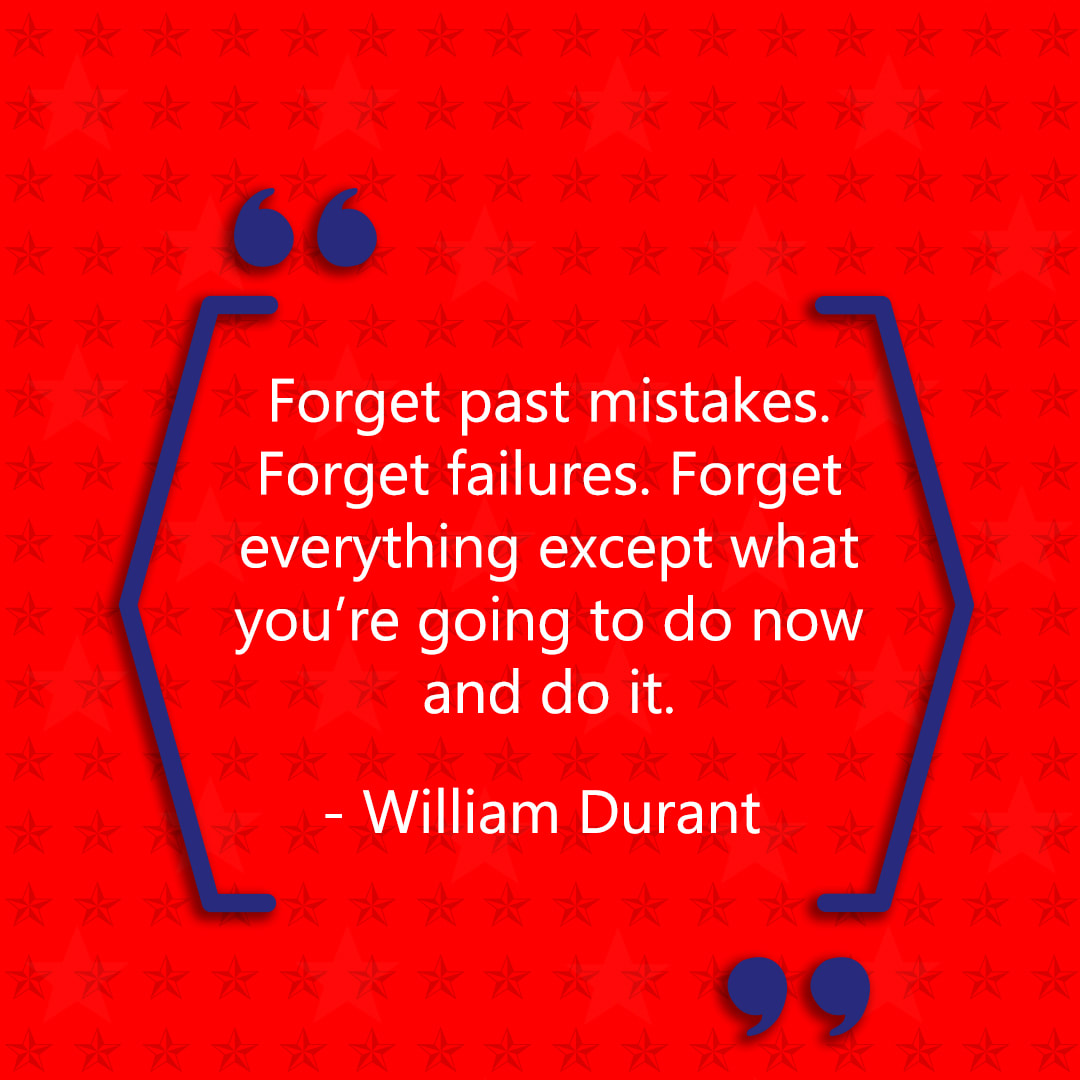 Forget past mistakes.
Forget failures. Forget
everything except what
you’re going to do now
and do it.
- William Durant